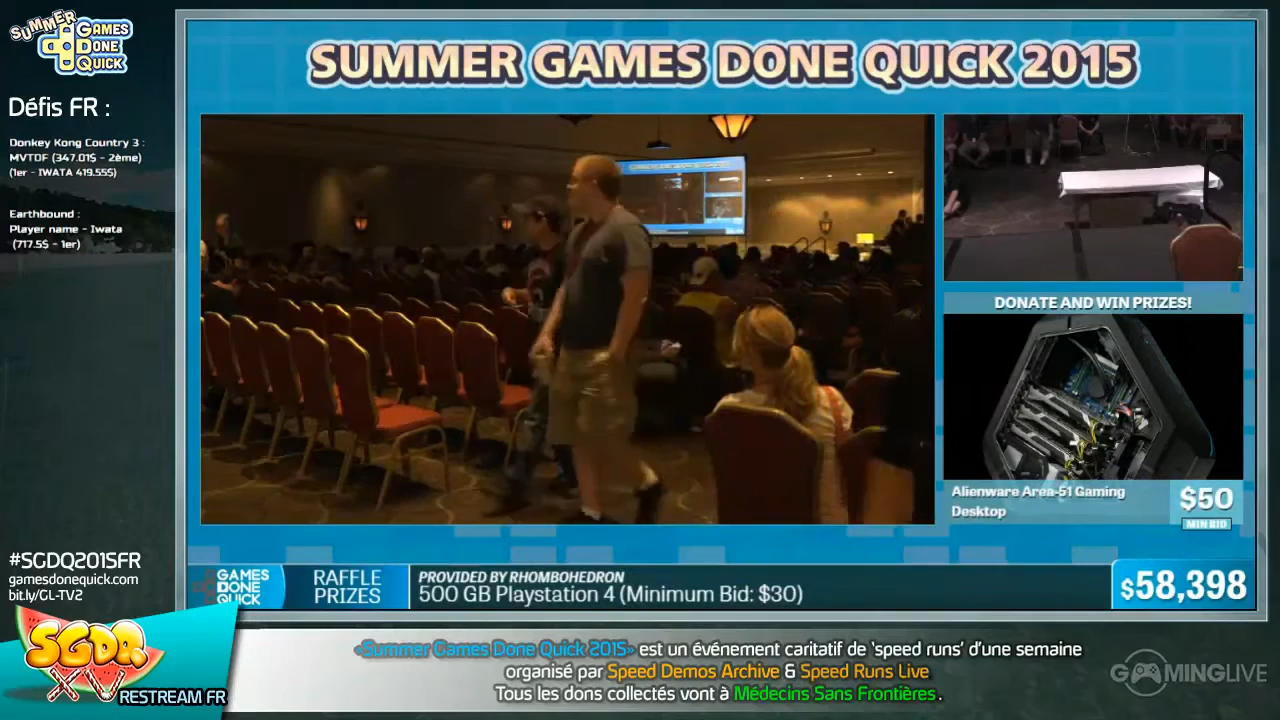 SUMMER
GAMES
DONE
QUICK
Défis FR :
Donkey Kong Country 3 :
MVTDF (347.01$ - 2ème)
(1er - IWATA 419.55$)
Earthbound :
Player name - Iwata
(717.5$ - 1er)
#SGDQ2015FR
gamesdonequick.com
bit.ly/GL-TV2
SGDQ
XV
RESTREAM FR
SUMMER GAMES DONE QUICK 2015
DONATE AND WIN PRIZES!
Alienware Area-51 Gaming
Desktop
$50
MIN BID
GAMES
DONE
QUICK
RAFFLE
PRIZES
PROVIDED BY RHOMBOHEDRON
500 GB Playstation 4 (Minimum Bid: $30)
$58,398
«Summer Games Done Quick 2015» est un événement caritatif de 'speed runs' d'une semaine
organisé par Speed Demos Archive & Speed Runs Live
Tous les dons collectés vont à Médecins Sans Frontières.
GAMINGLIVE